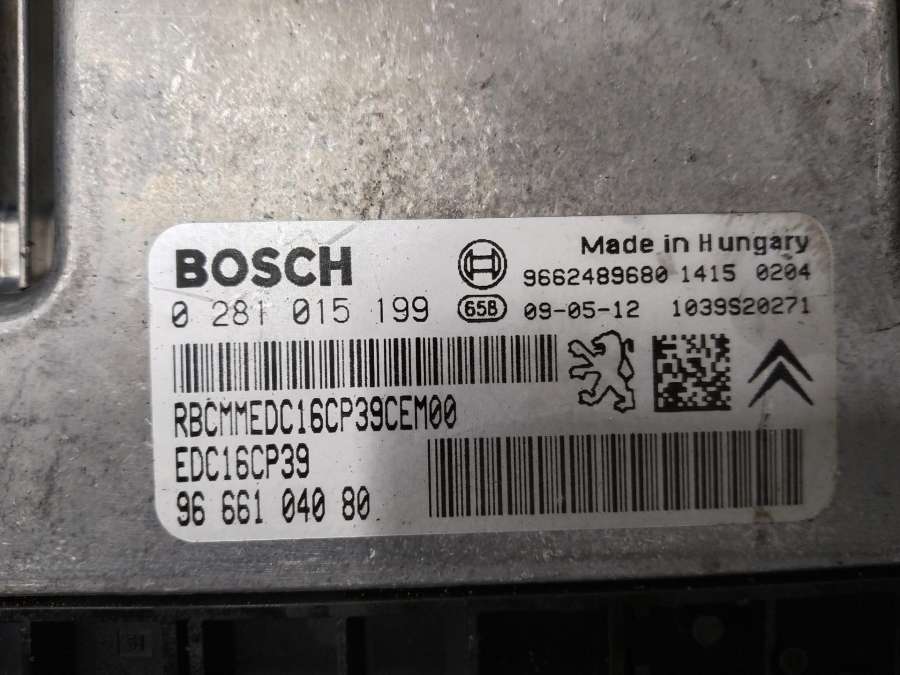 BOSCH
Made in Hungary
9662489680 1415 0204
0 281 015 199 65B 09-05-12 1039S20271
RBCMMEDC16CP39CEM00
EDC16CP39
96 661 040 80